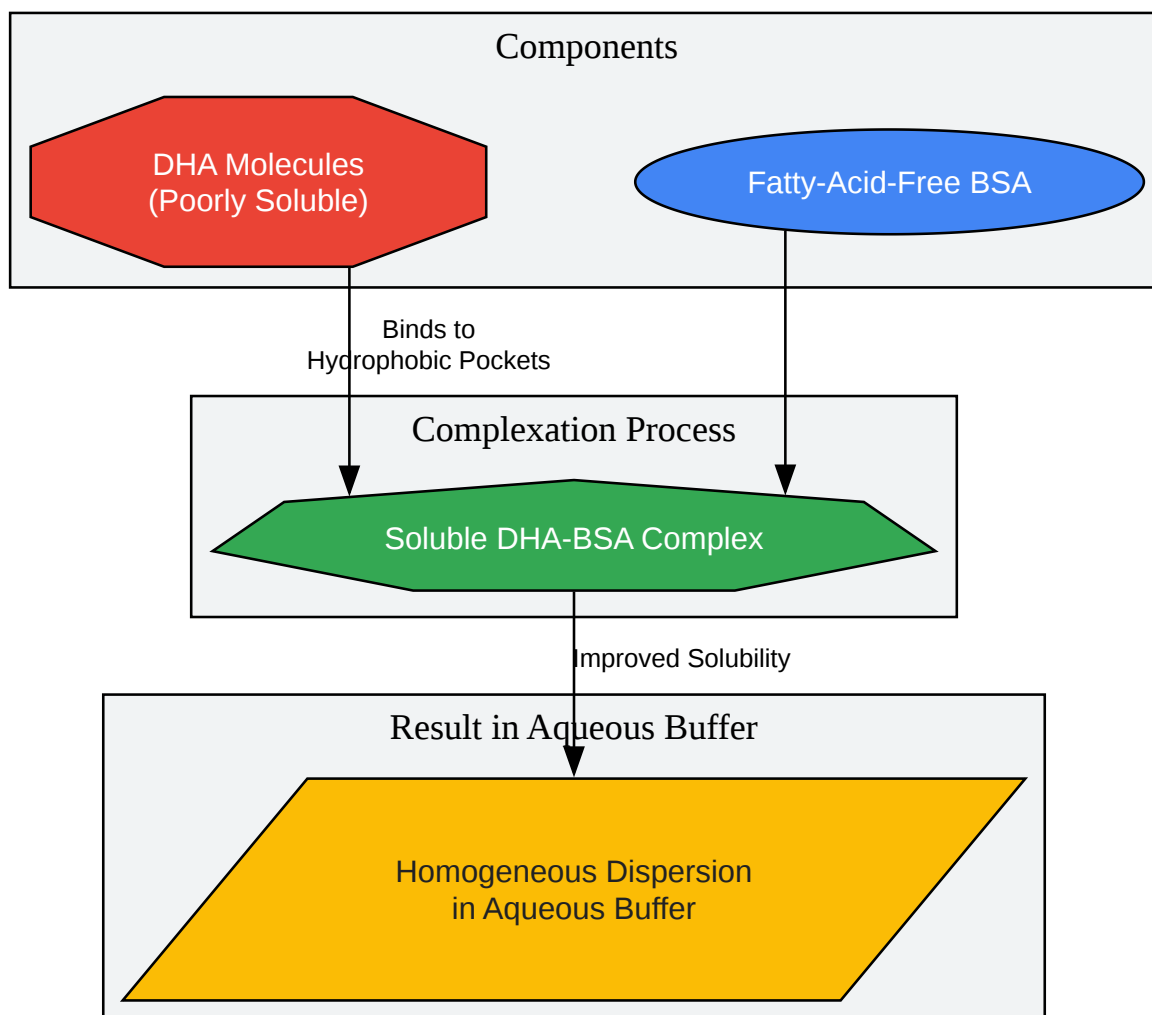 Components
DHA Molecules
(Poorly Soluble)
Fatty-Acid-Free BSA
Binds to
Hydrophobic Pockets
Complexation Process
Soluble DHA-BSA Complex
Improved Solubility
Result in Aqueous Buffer
Homogeneous Dispersion
in Aqueous Buffer